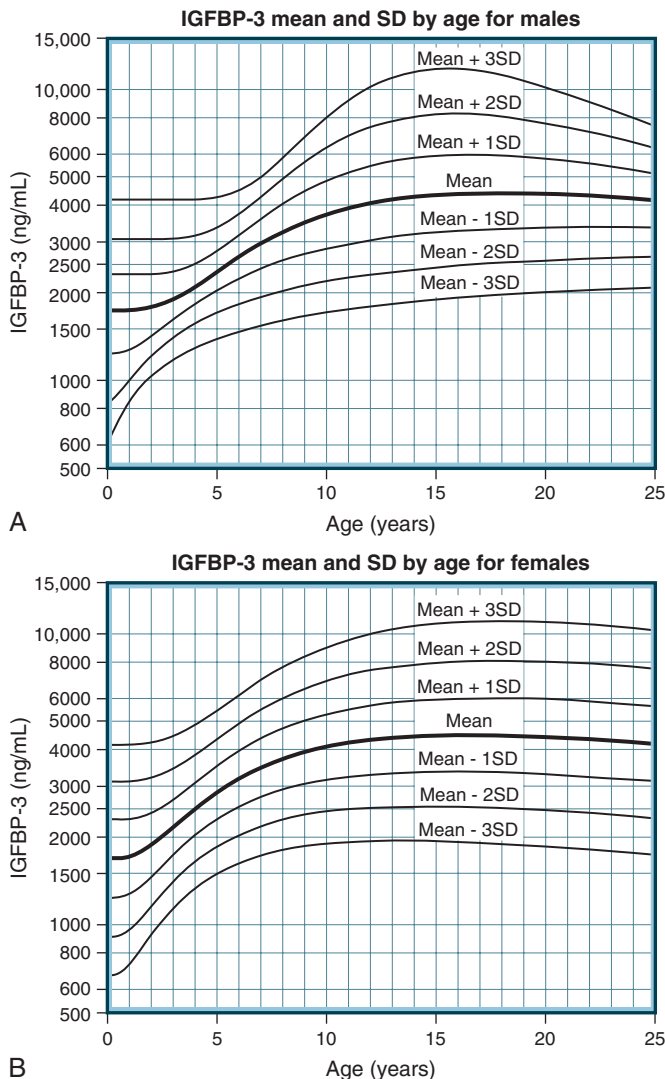 IGFBP-3 mean and SD by age for males
15,000
10,000
8000
6000
5000
4000
3000
2500
2000
1500
1000
800
600
500
IGFBP-3 (ng/mL)
Mean + 3SD
Mean + 2SD
Mean + 1SD
Mean
Mean - 1SD
Mean - 2SD
Mean - 3SD
0 5 10 15 20 25
Age (years)
A
IGFBP-3 mean and SD by age for females
15,000
10,000
8000
6000
5000
4000
3000
2500
2000
1500
1000
800
600
500
IGFBP-3 (ng/mL)
Mean + 3SD
Mean + 2SD
Mean + 1SD
Mean
Mean - 1SD
Mean - 2SD
Mean - 3SD
0 5 10 15 20 25
Age (years)
B